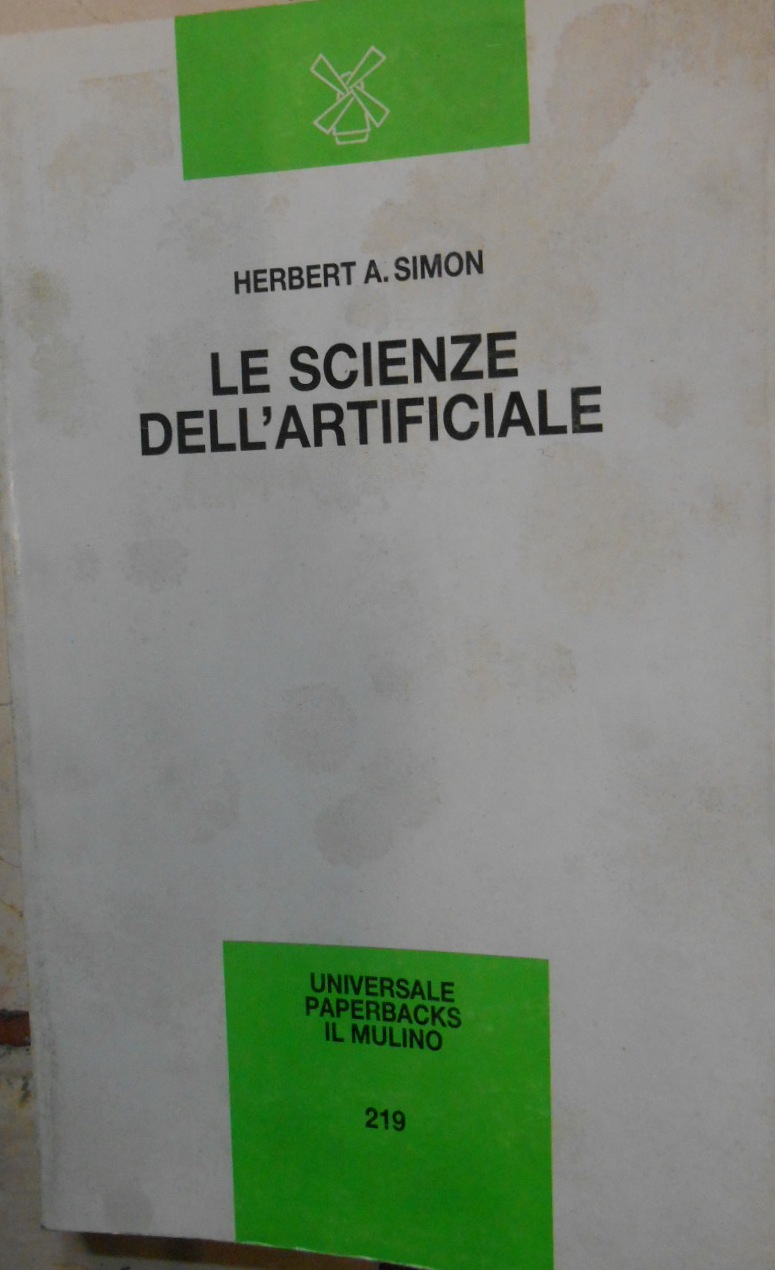 HERBERT A. SIMON
LE SCIENZE
DELL'ARTIFICIALE
UNIVERSALE
PAPERBACKS
IL MULINO
219